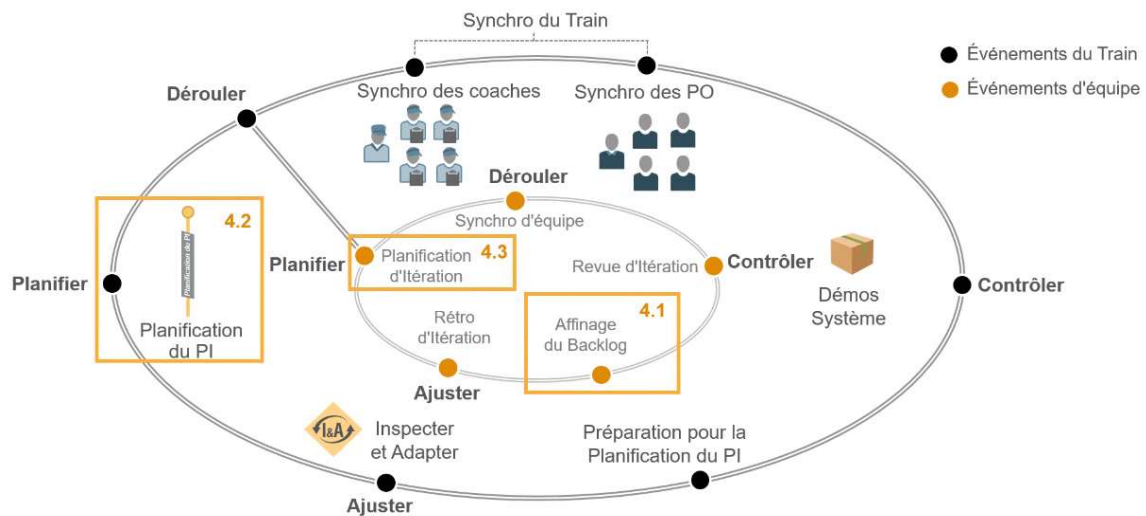 Synchro du Train
Événements du Train
Événements d'équipe
Synchro des coaches
Synchro des PO
Dérouler
Dérouler
Synchro d'équipe
4.2
Planification du PI
Planifier
Planification
du PI
Planifier
Planification
d'Itération
4.3
Revue d'Itération
Contrôler
Démos
Système
Contrôler
Rétro
d'Itération
Ajuster
4.1
Affinage
du Backlog
I&A
Inspecter
et Adapter
Ajuster
Préparation pour la
Planification du PI